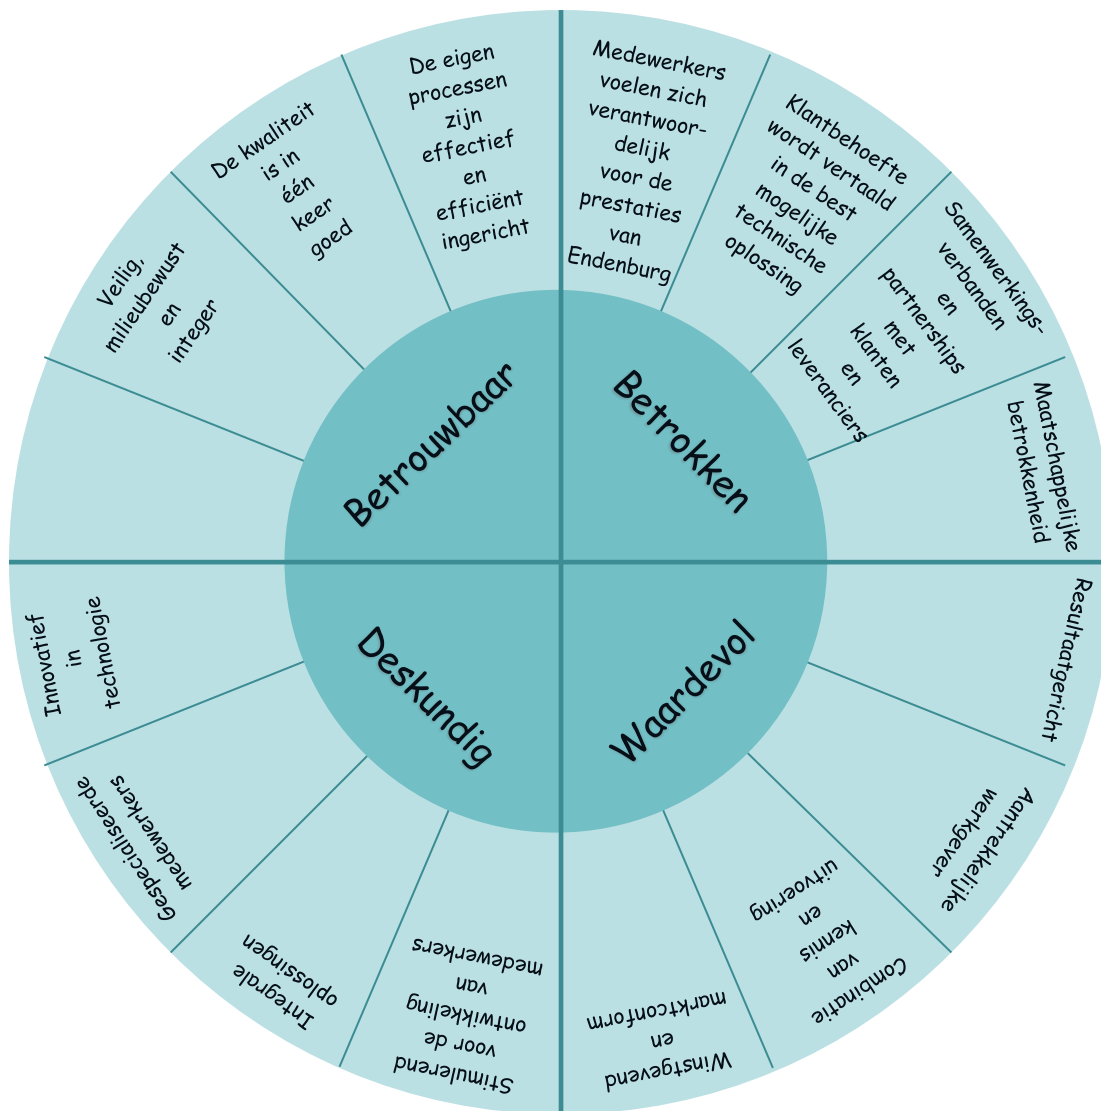 Medewerkers
voelen zich
verantwoor-
delijk
voor de
prestaties
van
Endenburg
Klantbehoefte
wordt vertaald
in de best
mogelijke
technische
oplossing
Samenwerkings-
verbanden
en
partnerships
met
klanten
en
leveranciers
Maatschappelijke
betrokkenheid
Resultaatgericht
Aantrekkelijke
werkgever
Combinatie
van
kennis
en
uitvoering
Winstgevend
en
marktconform
Stimulerend
voor de
ontwikkeling
van
medewerkers
Integrale
oplossingen
Gespecialiseerde
medewerkers
Innovatief
in
technologie
Veilig,
milieubewust
en
integer
De kwaliteit
is in
één
keer
goed
De eigen
processen
zijn
effectief
en
efficiënt
ingericht
Betrouwbaar
Betrokken
Deskundig
Waardevol